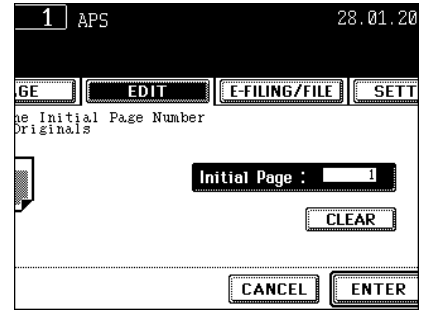 1 APS 28.01.20
GE EDIT E-FILING/FILE SETT
e Initial Page Number
Originals
Initial Page : 1
CLEAR
CANCEL ENTER